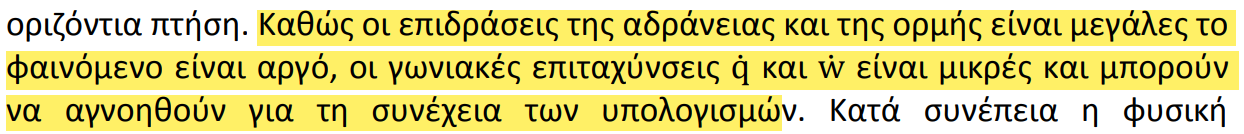 οριζόντια πτήση. Καθώς οι επιδράσεις της αδράνειας και της ορμής είναι μεγάλες το
φαινόμενο είναι αργό, οι γωνιακές επιταχύνσεις q̇ και ẇ είναι μικρές και μπορούν
να αγνοηθούν για τη συνέχεια των υπολογισμών. Κατά συνέπεια η φυσική